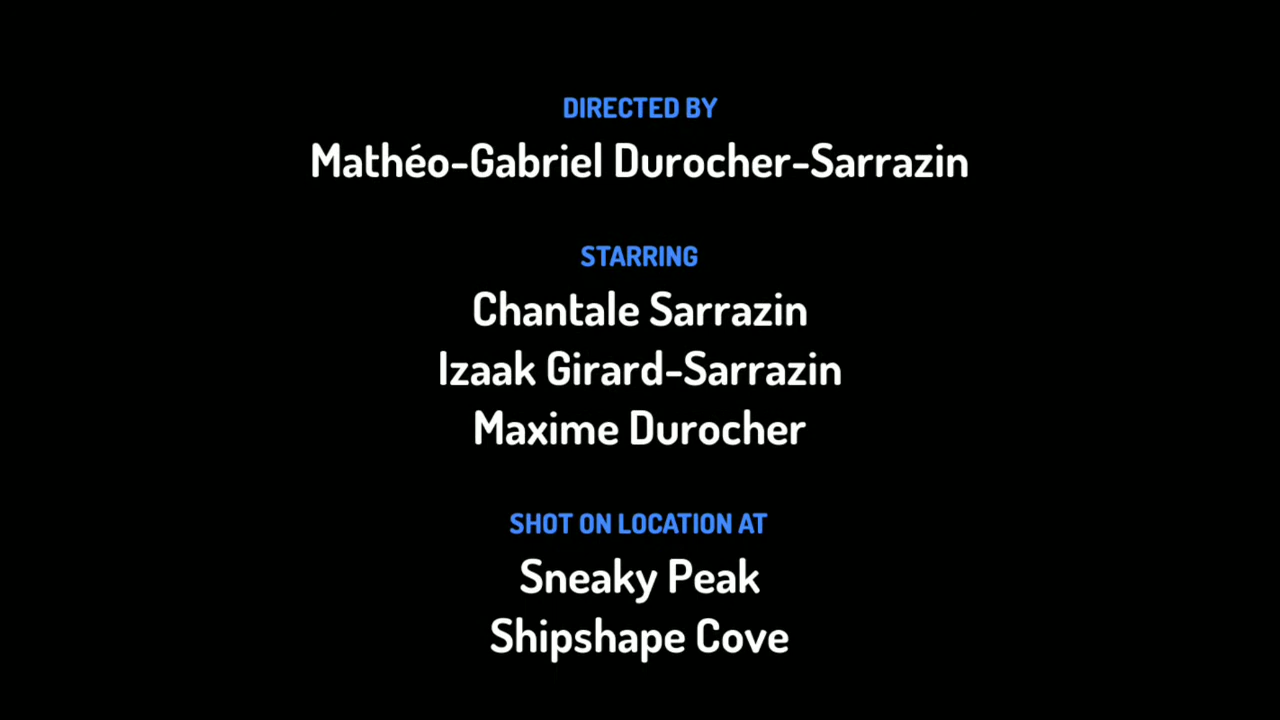 DIRECTED BY
Mathéo-Gabriel Durocher-Sarrazin
STARRING
Chantale Sarrazin
Izaak Girard-Sarrazin
Maxime Durocher
SHOT ON LOCATION AT
Sneaky Peak
Shipshape Cove